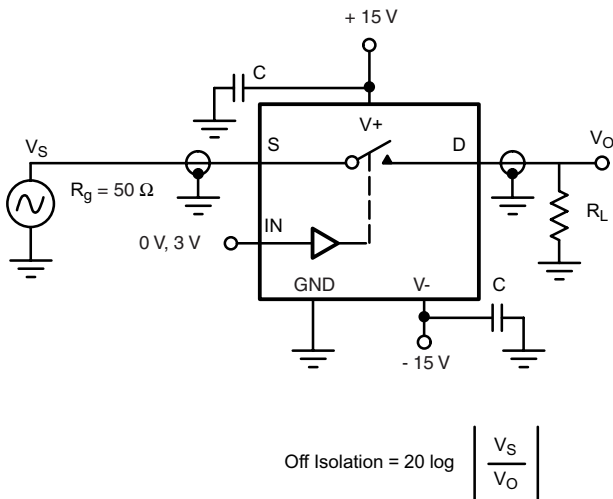 + 15 V
C
V+
S
D
V_S
V_O
R_g = 50 Ω
R_L
IN
0 V, 3 V
GND
V-
C
- 15 V
Off Isolation = 20 log | V_S / V_O |